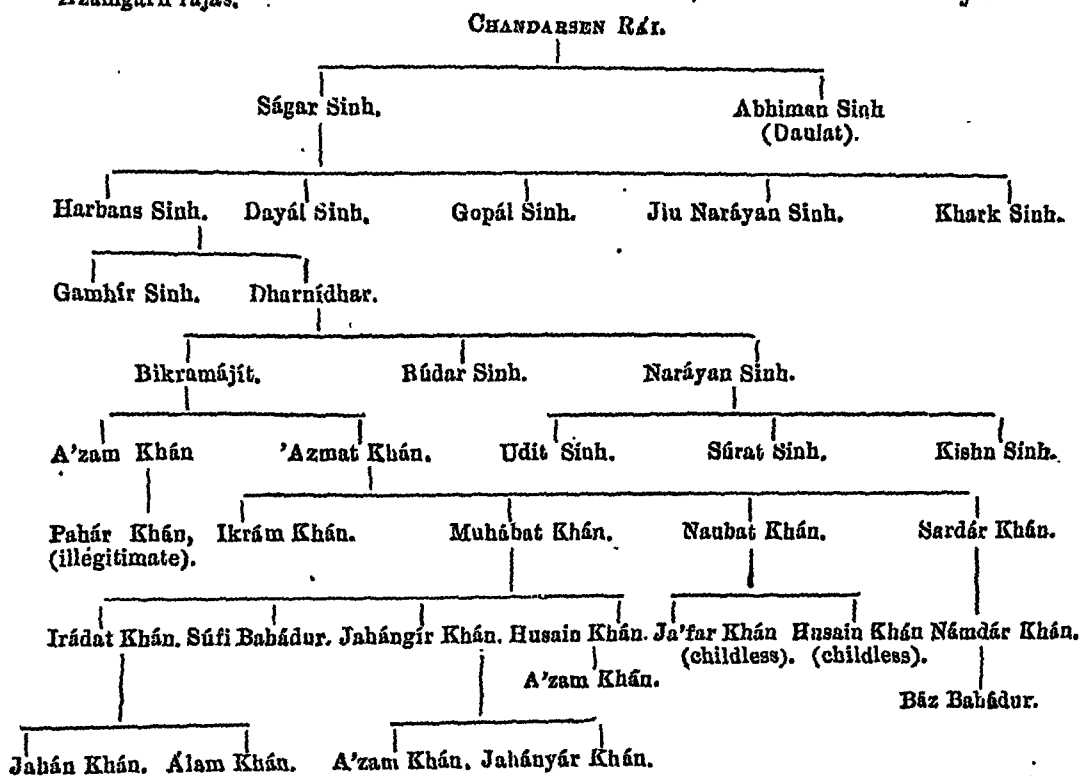 rajas.
CHANDARSEN RÁI.
Ságar Sinh. Abhiman Sinh
(Daulat).
Harbans Sinh. Dayál Sinh. Gopál Sinh. Jiu Naráyan Sinh. Khark Sinh.
Gamhír Sinh. Dharnídhar.
Bikramájít. Rúdar Sinh. Naráyan Sinh.
A'zam Khán 'Azmat Khán. Udit Sinh. Súrat Sinh. Kishn Sinh.
Pahár Khán, Ikrám Khán. Muhábat Khán. Naubat Khán. Sardár Khán.
(illegitimate).
Irádat Khán. Súfi Bahádur. Jahángír Khán. Husain Khán. Ja'far Khán Husain Khán Námdár Khán.
(childless). (childless).
A'zam Khán.
Báz Bahádur.
Jahán Khán. Álam Khán. A'zam Khán. Jahányár Khán.